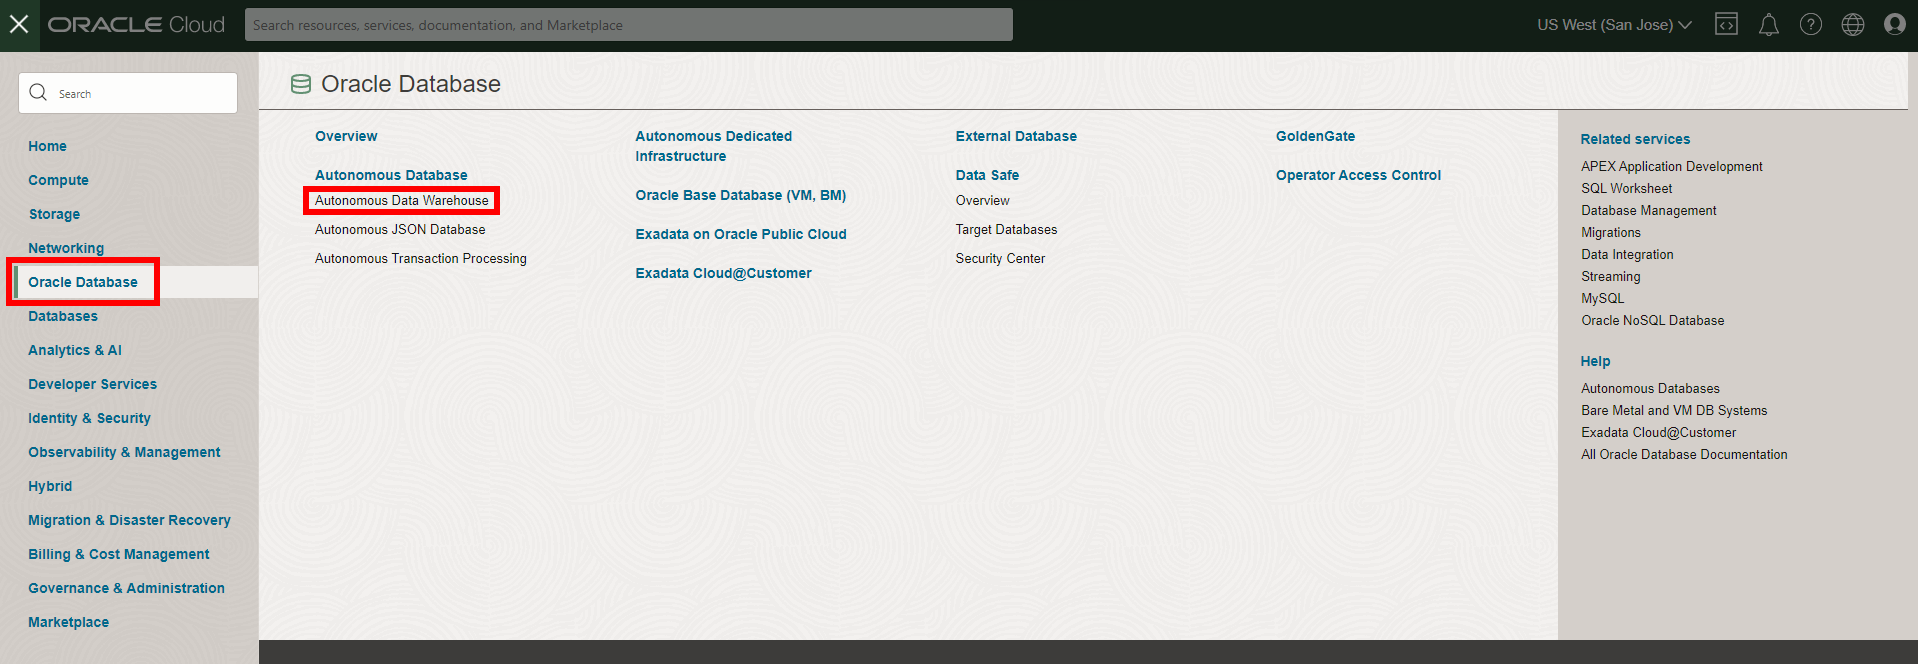 ORACLE Cloud
Search resources, services, documentation, and Marketplace
US West (San Jose)
Search
Home
Compute
Storage
Networking
Oracle Database
Databases
Analytics & AI
Developer Services
Identity & Security
Observability & Management
Hybrid
Migration & Disaster Recovery
Billing & Cost Management
Governance & Administration
Marketplace
Oracle Database
Overview
Autonomous Database
Autonomous Data Warehouse
Autonomous JSON Database
Autonomous Transaction Processing
Autonomous Dedicated
Infrastructure
Oracle Base Database (VM, BM)
Exadata on Oracle Public Cloud
Exadata Cloud@Customer
External Database
Data Safe
Overview
Target Databases
Security Center
GoldenGate
Operator Access Control
Related services
APEX Application Development
SQL Worksheet
Database Management
Migrations
Data Integration
Streaming
MySQL
Oracle NoSQL Database
Help
Autonomous Databases
Bare Metal and VM DB Systems
Exadata Cloud@Customer
All Oracle Database Documentation